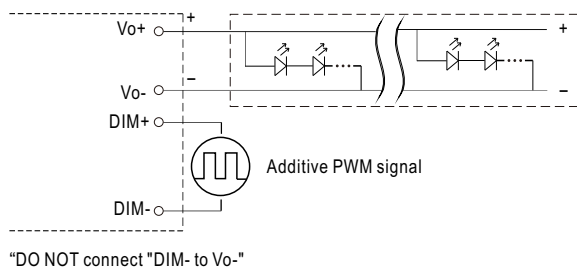 Vo+
+
+
−
Vo-
−
DIM+
Additive PWM signal
DIM-
“DO NOT connect "DIM- to Vo-"